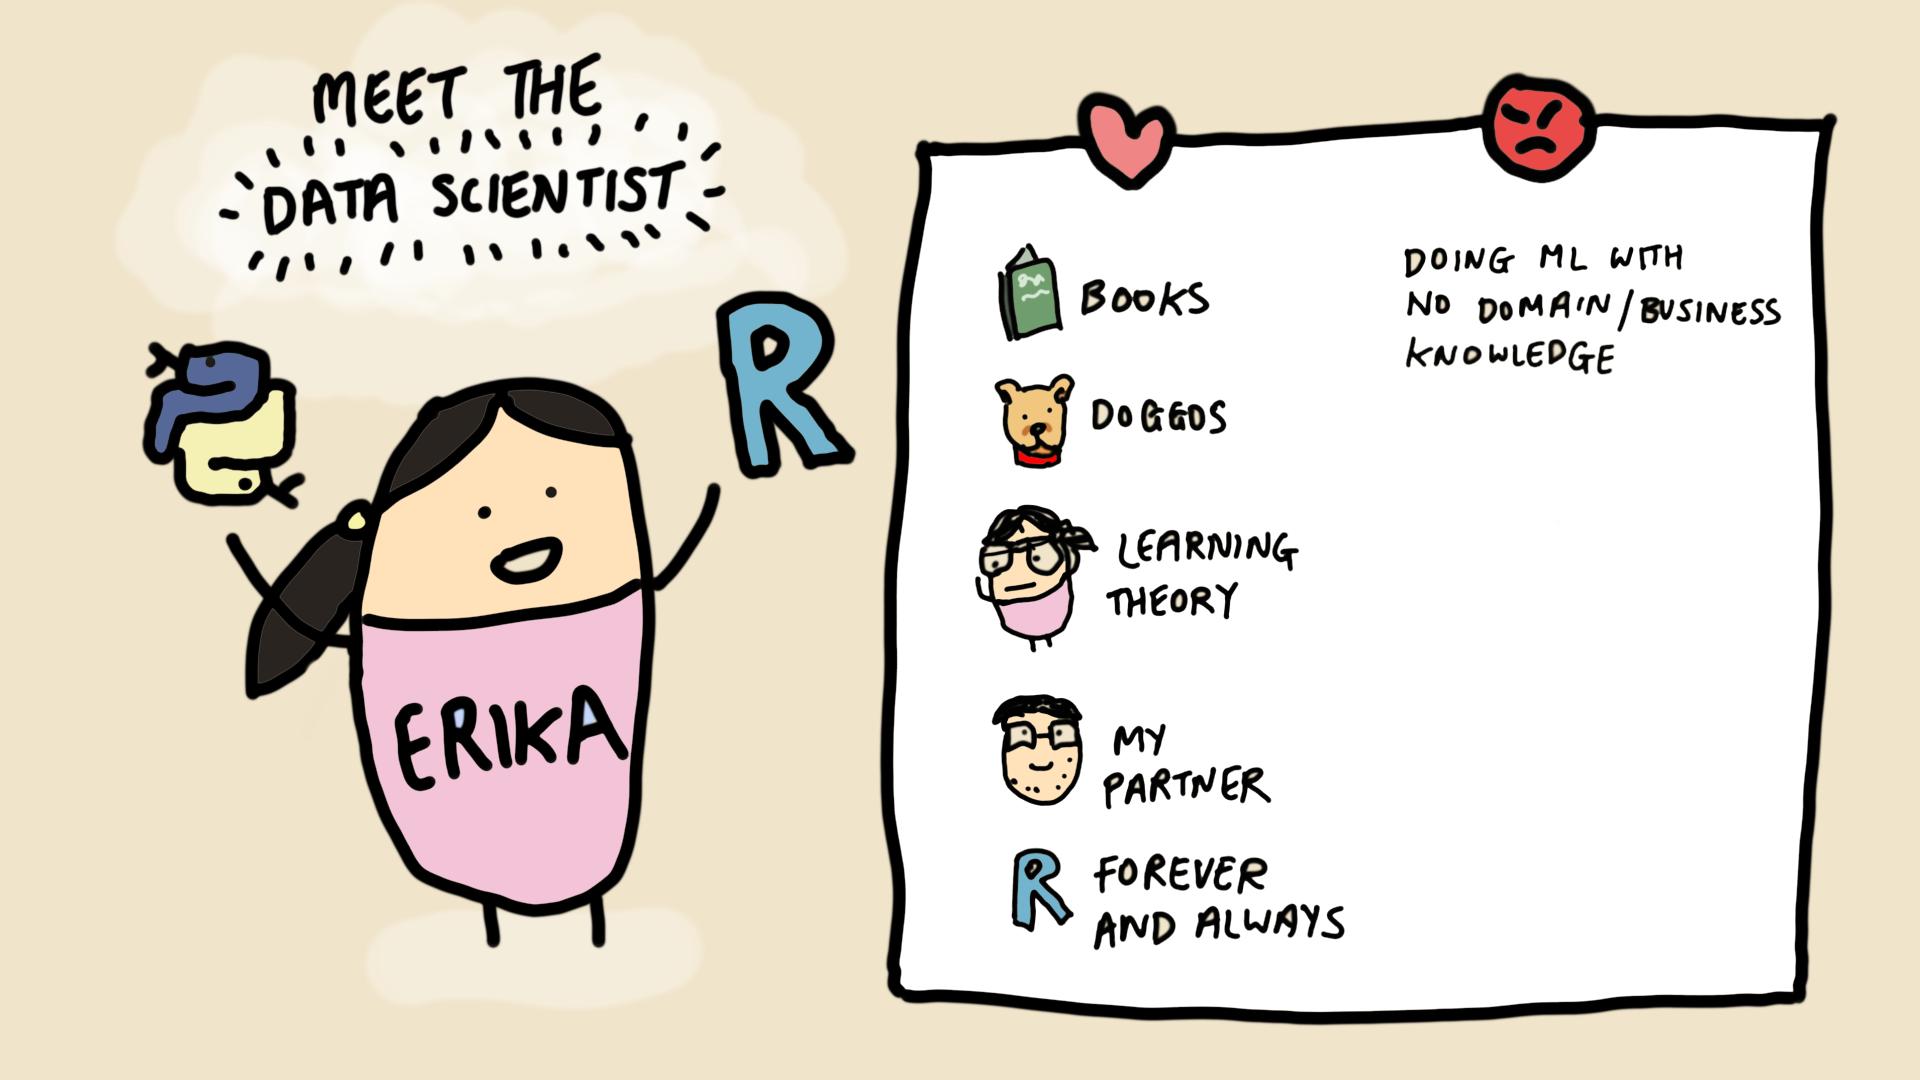 MEET THE
DATA SCIENTIST
R
ERIKA
BOOKS
DOGGOS
LEARNING
THEORY
MY
PARTNER
R FOREVER
AND ALWAYS
DOING ML WITH
NO DOMAIN/BUSINESS
KNOWLEDGE